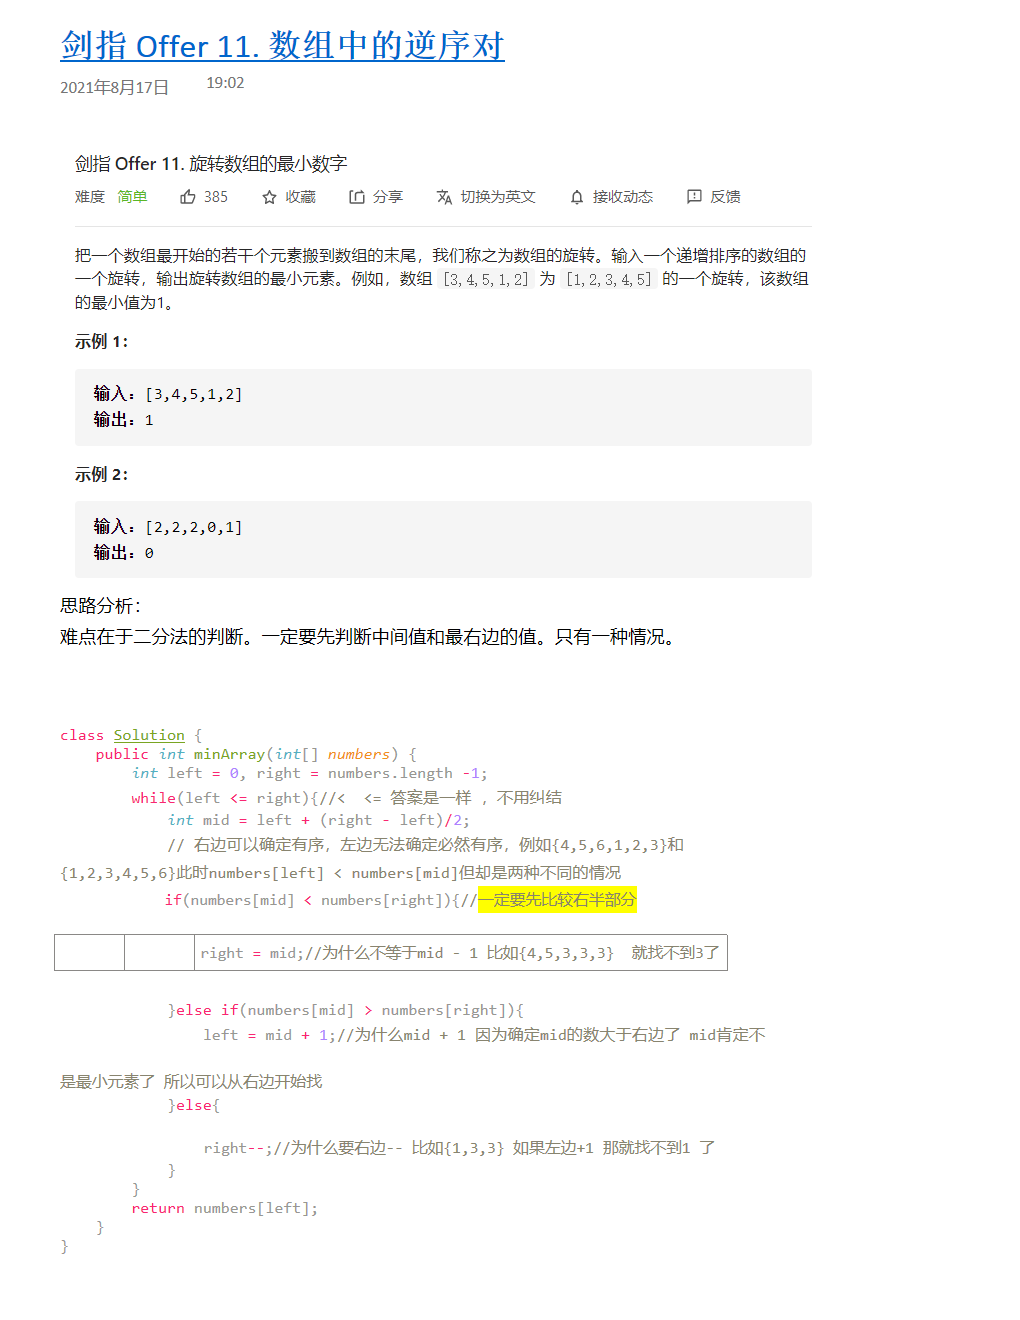 剑指 Offer 11. 数组中的逆序对
2021年8月17日 19:02
剑指 Offer 11. 旋转数组的最小数字
难度 简单 385 收藏 分享 切换为英文 接收动态 反馈
把一个数组最开始的若干个元素搬到数组的末尾，我们称之为数组的旋转。输入一个递增排序的数组的
一个旋转，输出旋转数组的最小元素。例如，数组 [3,4,5,1,2] 为 [1,2,3,4,5] 的一个旋转，该数组
的最小值为1。
示例 1：
输入：[3,4,5,1,2]
输出：1
示例 2：
输入：[2,2,2,0,1]
输出：0
思路分析：
难点在于二分法的判断。一定要先判断中间值和最右边的值。只有一种情况。
class Solution {
public int minArray(int[] numbers) {
int left = 0, right = numbers.length -1;
while(left <= right){//<  <= 答案是一样 ，不用纠结
int mid = left + (right - left)/2;
// 右边可以确定有序，左边无法确定必然有序，例如{4,5,6,1,2,3}和
{1,2,3,4,5,6}此时numbers[left] < numbers[mid]但却是两种不同的情况
if(numbers[mid] < numbers[right]){//一定要先比较右半部分
right = mid;//为什么不等于mid - 1 比如{4,5,3,3,3}  就找不到3了
}else if(numbers[mid] > numbers[right]){
left = mid + 1;//为什么mid + 1 因为确定mid的数大于右边了 mid肯定不
是最小元素了 所以可以从右边开始找
}else{
right--;//为什么要右边-- 比如{1,3,3} 如果左边+1 那就找不到1 了
}
}
return numbers[left];
}
}